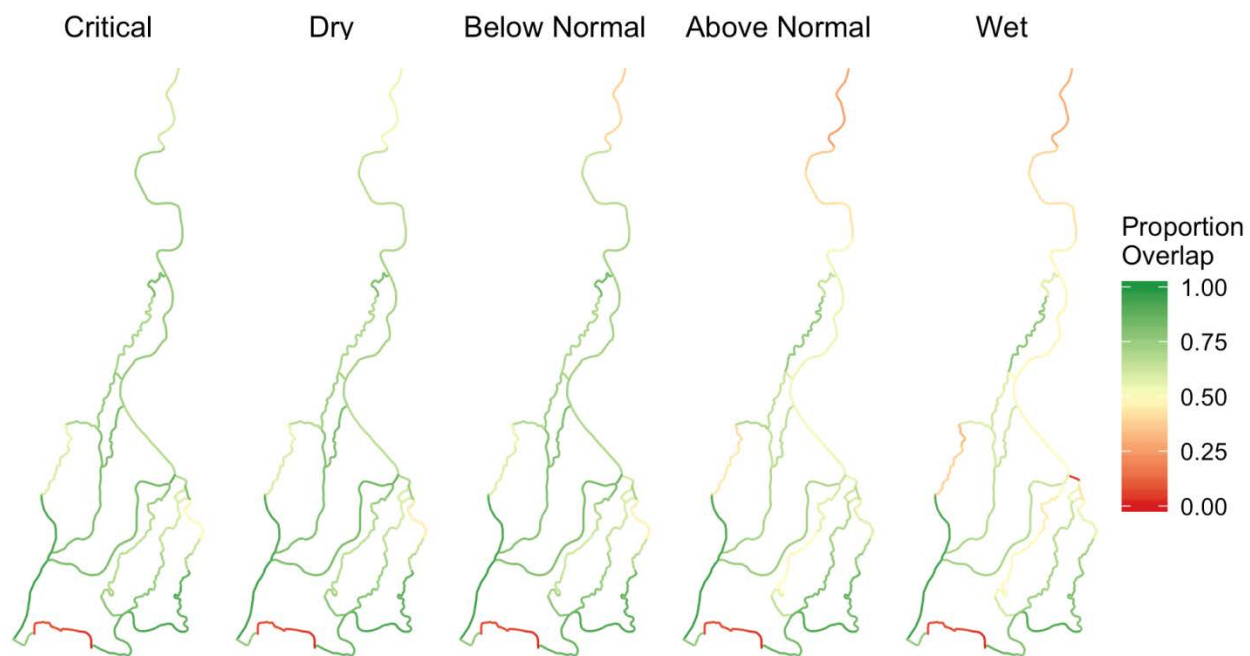 Critical
Dry
Below Normal
Above Normal
Wet
Proportion
Overlap
1.00
0.75
0.50
0.25
0.00